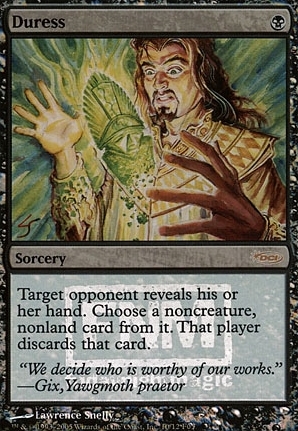 Duress
DCI
Sorcery
Target opponent reveals his or
her hand. Choose a noncreature,
nonland card from it. That player
discards that card.
"We decide who is worthy of our works."
—Gix, Yawgmoth praetor
Lawrence Snelly